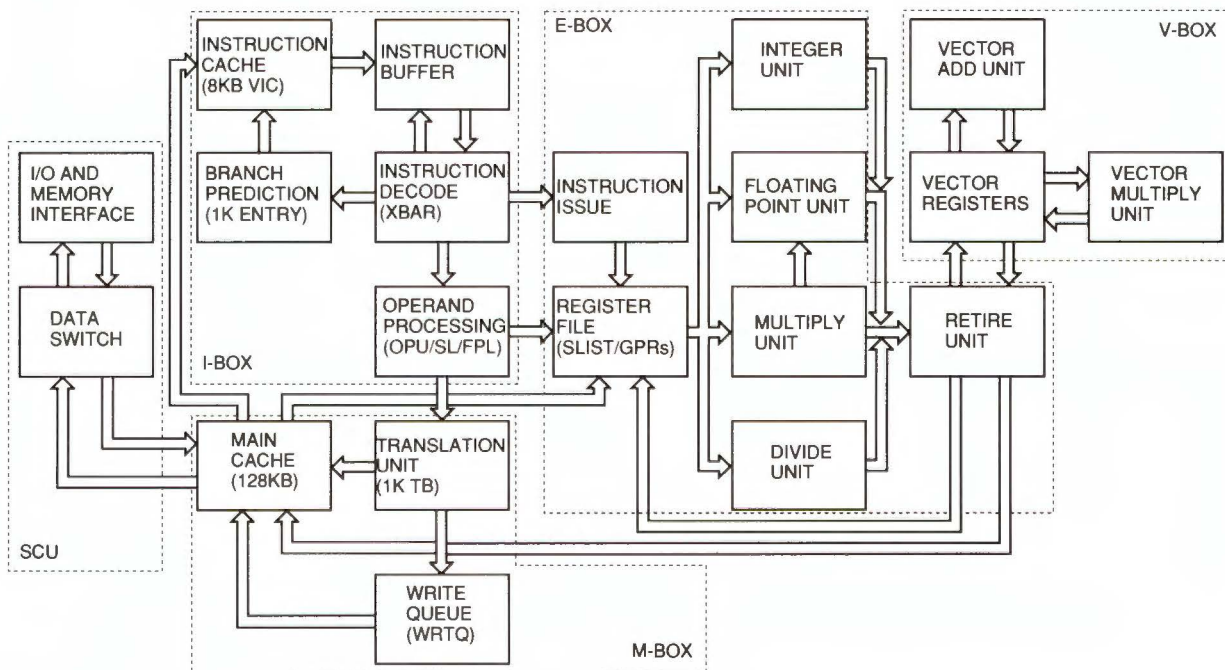 INSTRUCTION
CACHE
(8KB VIC)
INSTRUCTION
BUFFER
E-BOX
INTEGER
UNIT
VECTOR
ADD UNIT
V-BOX
I/O AND
MEMORY
INTERFACE
BRANCH
PREDICTION
(1K ENTRY)
INSTRUCTION
DECODE
(XBAR)
INSTRUCTION
ISSUE
FLOATING
POINT UNIT
VECTOR
REGISTERS
VECTOR
MULTIPLY
UNIT
DATA
SWITCH
I-BOX
OPERAND
PROCESSING
(OPU/SL/FPL)
REGISTER
FILE
(SLIST/GPRs)
MULTIPLY
UNIT
RETIRE
UNIT
MAIN
CACHE
(128KB)
TRANSLATION
UNIT
(1K TB)
DIVIDE
UNIT
SCU
WRITE
QUEUE
(WRTQ)
M-BOX